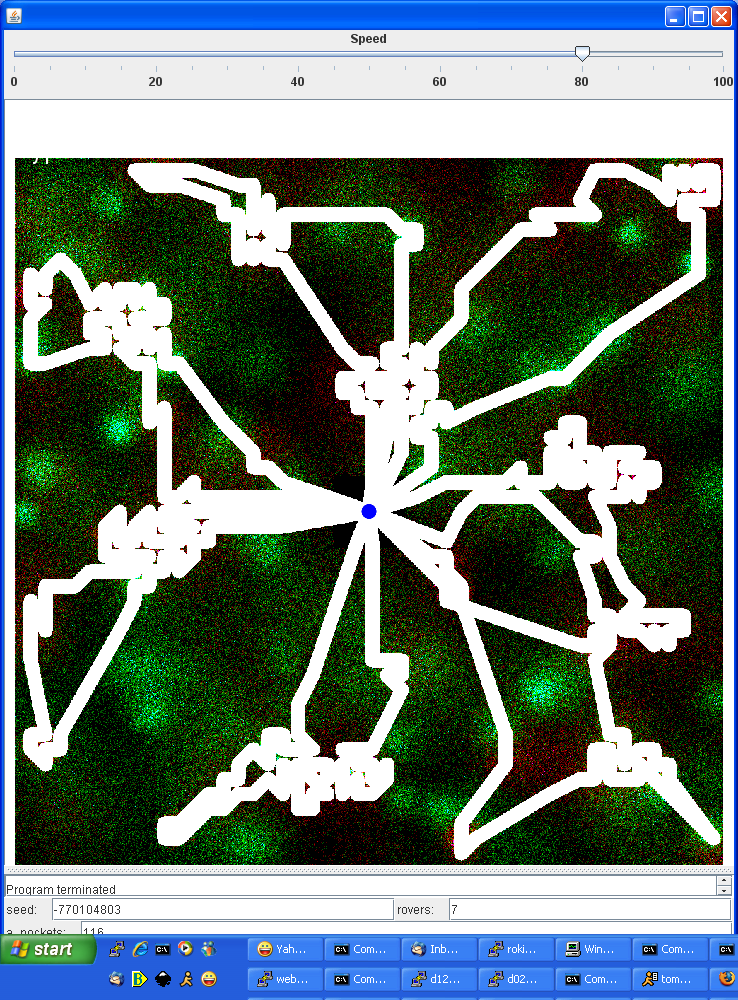 Speed
0 20 40 60 80 100
Program terminated
seed: -770104803 rovers: 7
a_pockets: 116
start Yah... Com... Inb... roki... Win... Com...
web... Com... d12... d02... Com... tom...